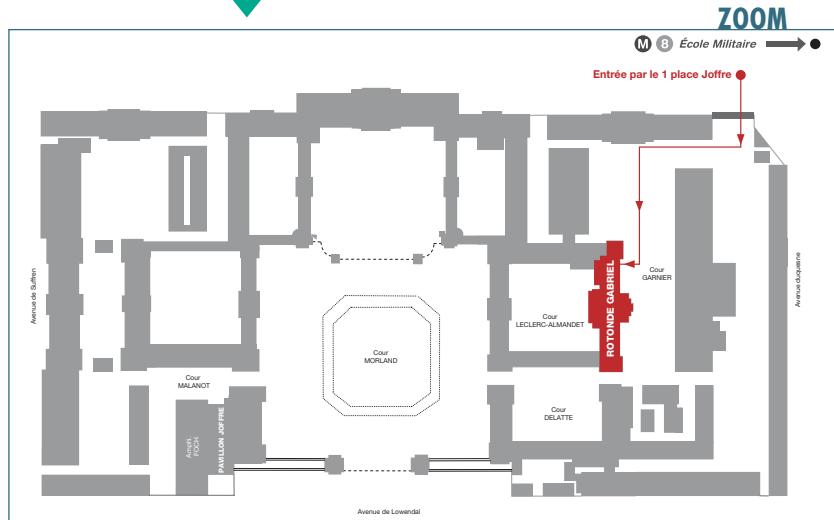 ZOOM
M 8 École Militaire
Entrée par le 1 place Joffre
Avenue de Suffren
Avenue duquesne
ROTONDE GABRIEL
Cour
GARNIER
Cour
LECLERC-ALMANDET
Cour
MORLAND
Cour
MALANOT
Cour
DELATTE
Amphi.
FOCH
PAVILLON JOFFRE
Avenue de Lowendal